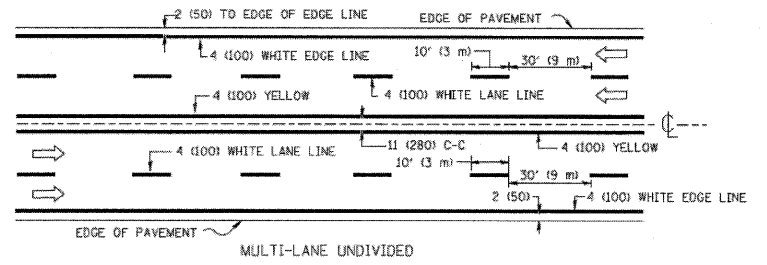 2 (50) TO EDGE OF EDGE LINE
EDGE OF PAVEMENT
4 (100) WHITE EDGE LINE
10' (3 m)
30' (9 m)
4 (100) YELLOW
4 (100) WHITE LANE LINE
℄
4 (100) WHITE LANE LINE
11 (280) C-C
4 (100) YELLOW
10' (3 m)
30' (9 m)
2 (50)
4 (100) WHITE EDGE LINE
EDGE OF PAVEMENT
MULTI-LANE UNDIVIDED